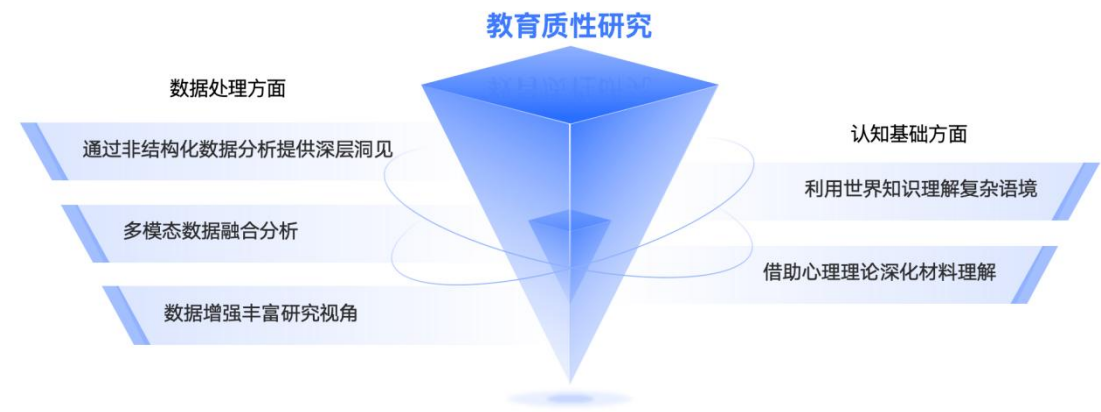 教育质性研究
数据处理方面
通过非结构化数据分析提供深层洞见
多模态数据融合分析
数据增强丰富研究视角
认知基础方面
利用世界知识理解复杂语境
借助心理理论深化材料理解